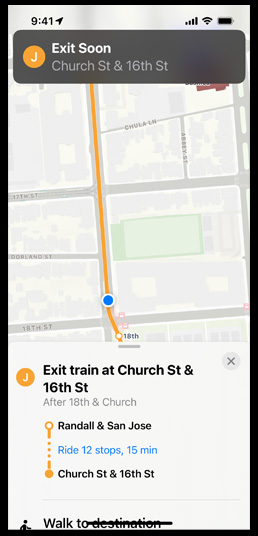 9:41
J
Exit Soon
Church St & 16th St
CHULA LN
ABBEY ST
17TH ST
DORLAND ST
18TH ST
18th
J
Exit train at Church St &
16th St
After 18th & Church
Randall & San Jose
Ride 12 stops, 15 min
Church St & 16th St
Walk to destination